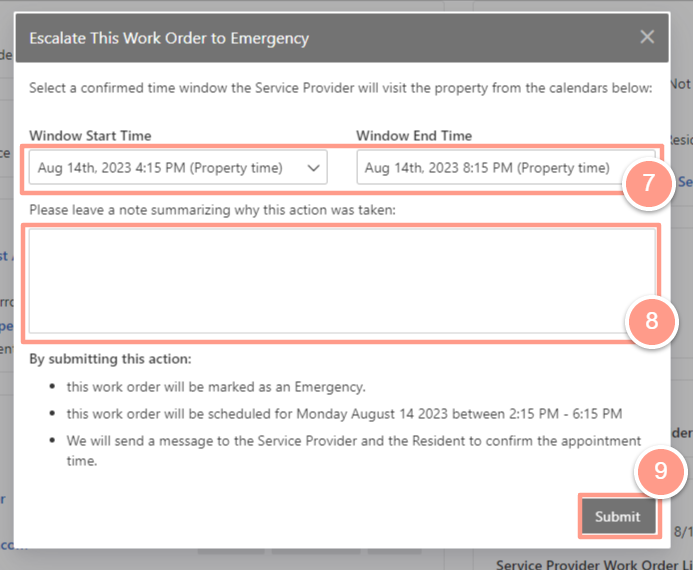 Escalate This Work Order to Emergency
Select a confirmed time window the Service Provider will visit the property from the calendars below:
Window Start Time Window End Time
Aug 14th, 2023 4:15 PM (Property time) Aug 14th, 2023 8:15 PM (Property time)
7
Please leave a note summarizing why this action was taken:
8
By submitting this action:
• this work order will be marked as an Emergency.
• this work order will be scheduled for Monday August 14 2023 between 2:15 PM - 6:15 PM
• We will send a message to the Service Provider and the Resident to confirm the appointment
time.
9
Submit
Not
8/1
Service Provider Work Order Li